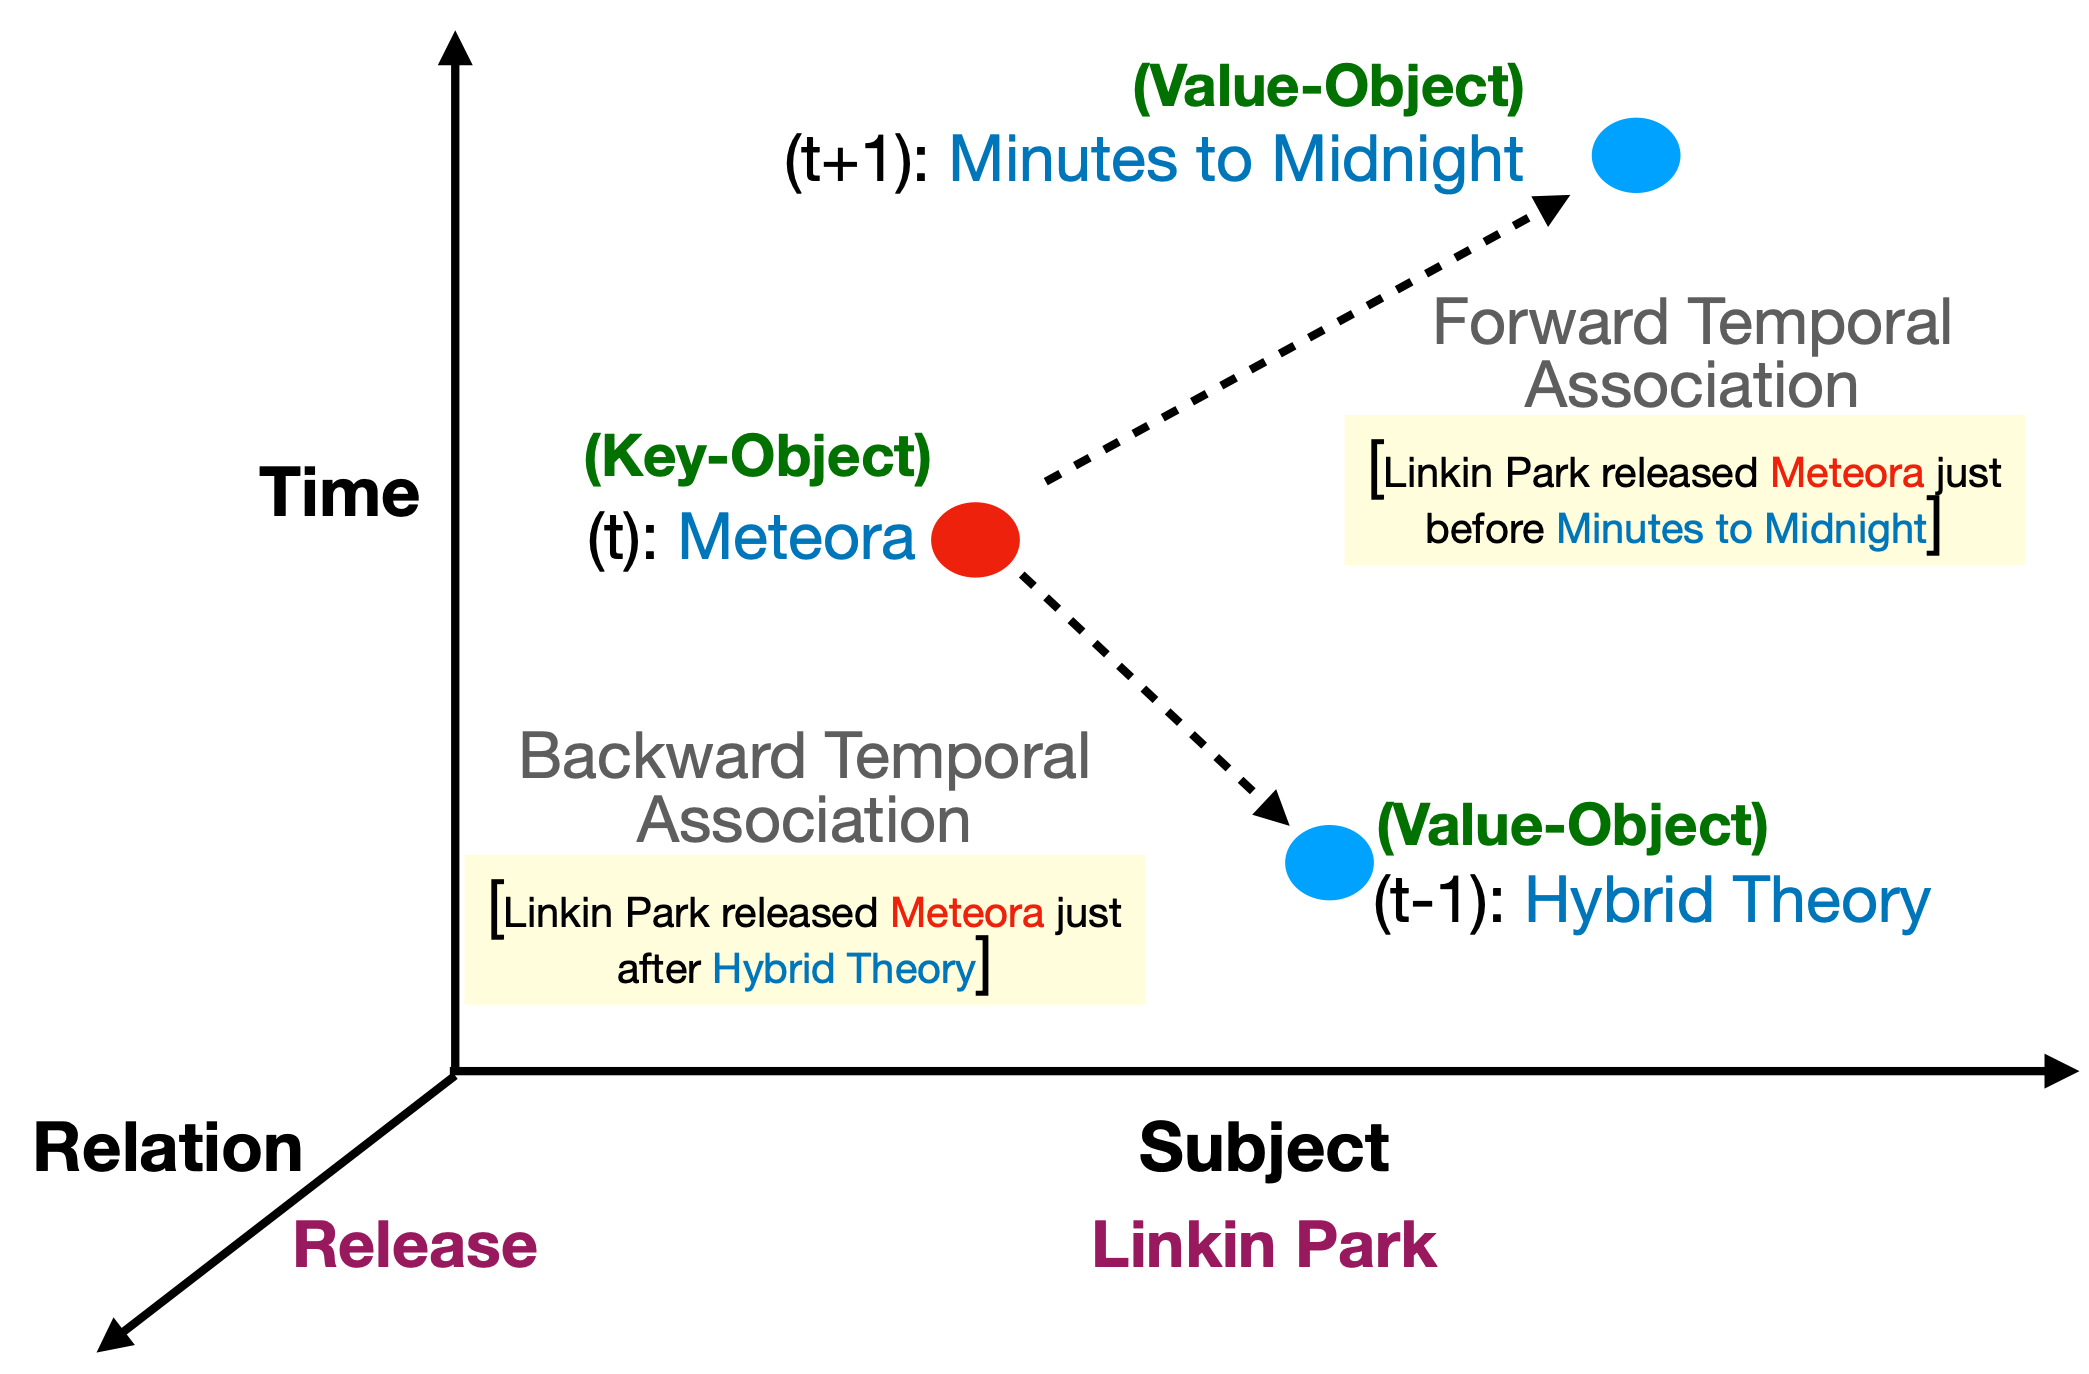 (Value-Object)
(t+1): Minutes to Midnight
Forward Temporal
Association
[Linkin Park released Meteora just
before Minutes to Midnight]
Time
(Key-Object)
(t): Meteora
Backward Temporal
Association
[Linkin Park released Meteora just
after Hybrid Theory]
(Value-Object)
(t-1): Hybrid Theory
Relation
Release
Subject
Linkin Park